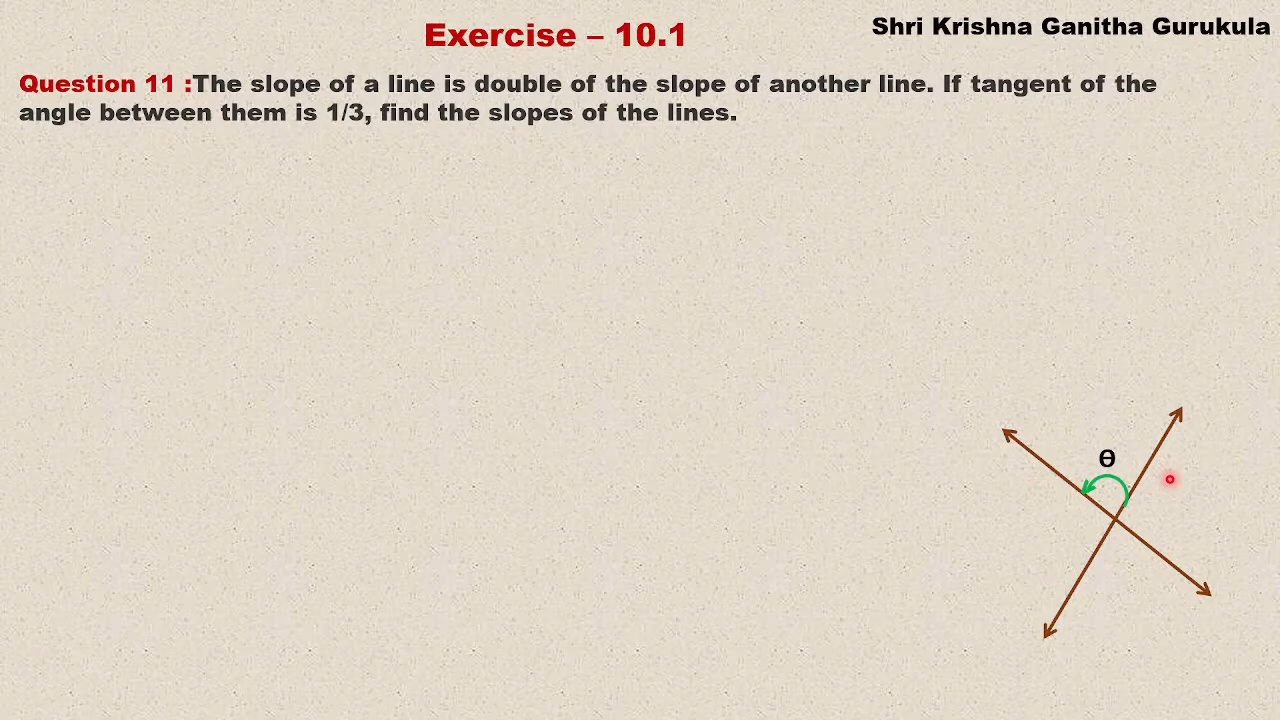 Exercise – 10.1
Shri Krishna Ganitha Gurukula
Question 11 :The slope of a line is double of the slope of another line. If tangent of the
angle between them is 1/3, find the slopes of the lines.
ϴ